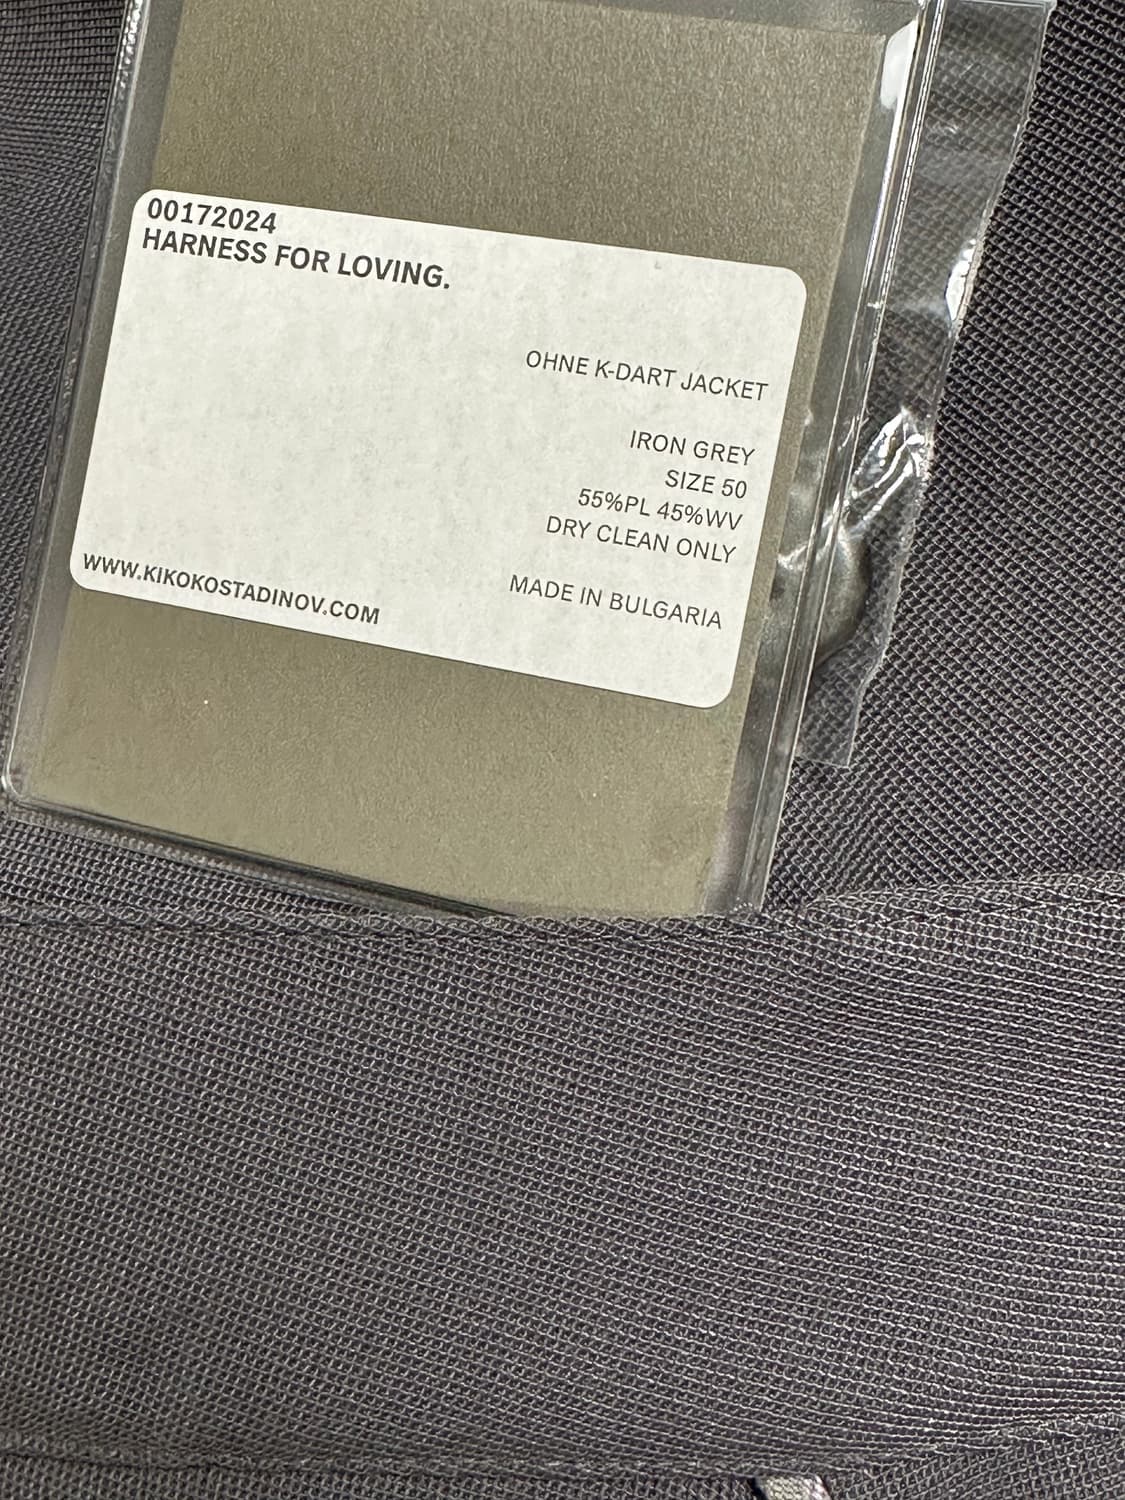 00172024
HARNESS FOR LOVING.
OHNE K-DART JACKET
IRON GREY
SIZE 50
55%PL 45%WV
DRY CLEAN ONLY
MADE IN BULGARIA
WWW.KIKOKOSTADINOV.COM